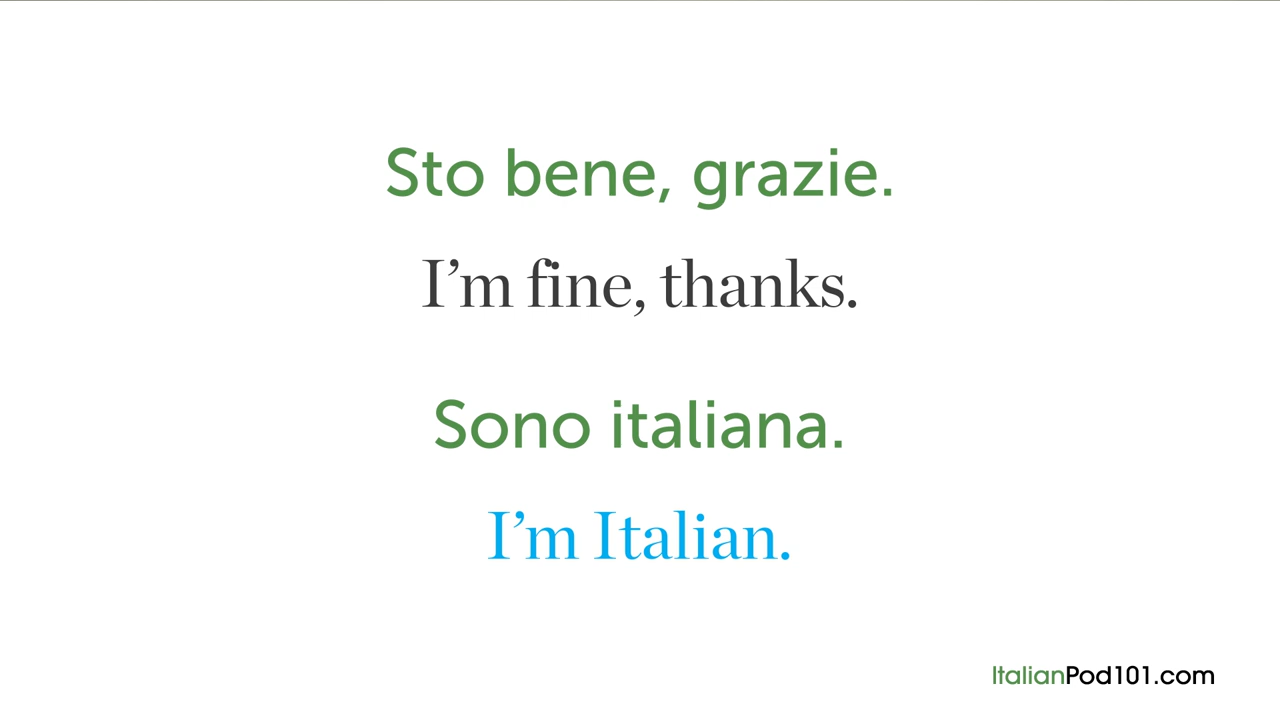 Sto bene, grazie.
I’m fine, thanks.
Sono italiana.
I’m Italian.
ItalianPod101.com